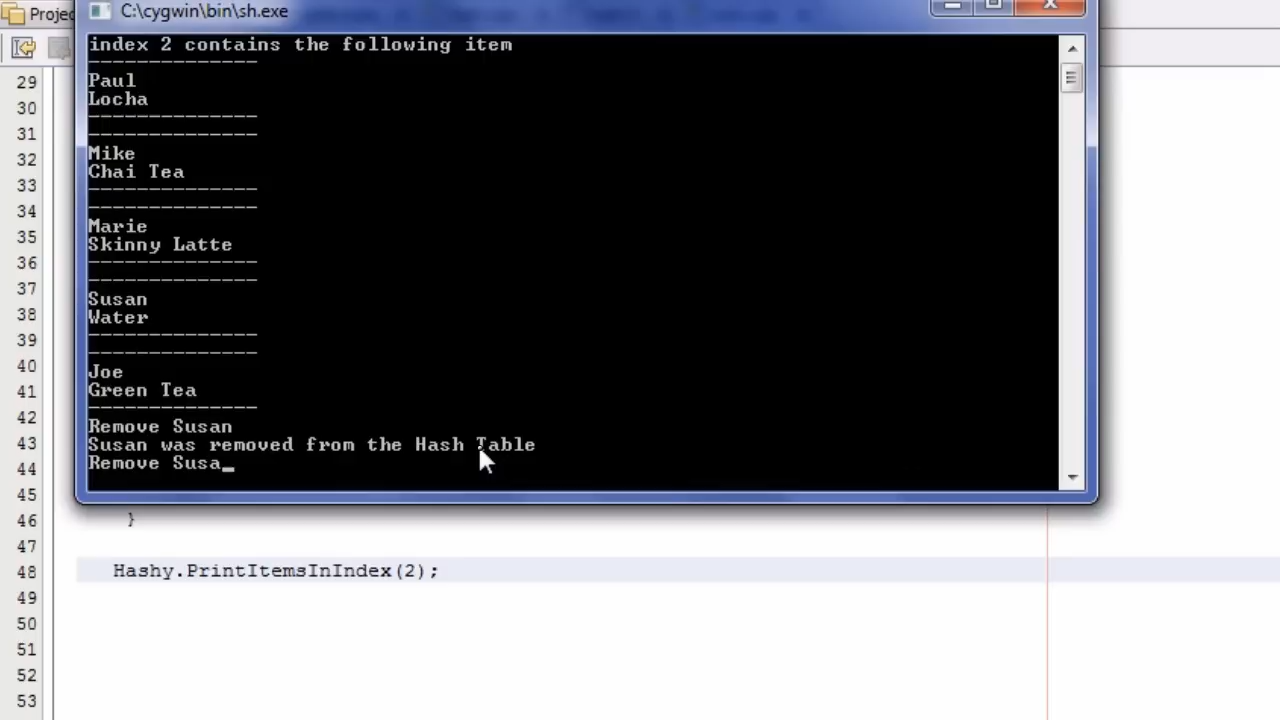 Projec
C:\cygwin\bin\sh.exe
index 2 contains the following item
--------------
Paul
Locha
--------------
--------------
Mike
Chai Tea
--------------
--------------
Marie
Skinny Latte
--------------
--------------
Susan
Water
--------------
--------------
Joe
Green Tea
--------------
Remove Susan
Susan was removed from the Hash Table
Remove Susa_
29
30
31
32
33
34
35
36
37
38
39
40
41
42
43
44
45
46 }
47
48 Hashy.PrintItemsInIndex(2);
49
50
51
52
53